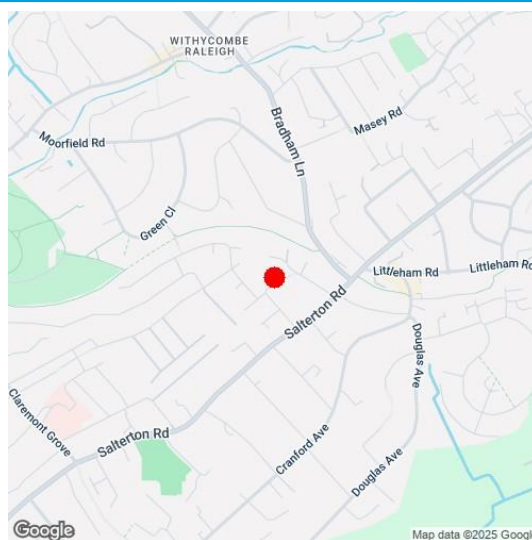 WITHYCOMBE
RALEIGH
Moorfield Rd
Bradham Ln
Masey Rd
Green Cl
Littleham Rd
Littleham Rd
Salterton Rd
Douglas Ave
Claremont Grove
Salterton Rd
Cranford Ave
Douglas Ave
Google
Map data ©2025 Google